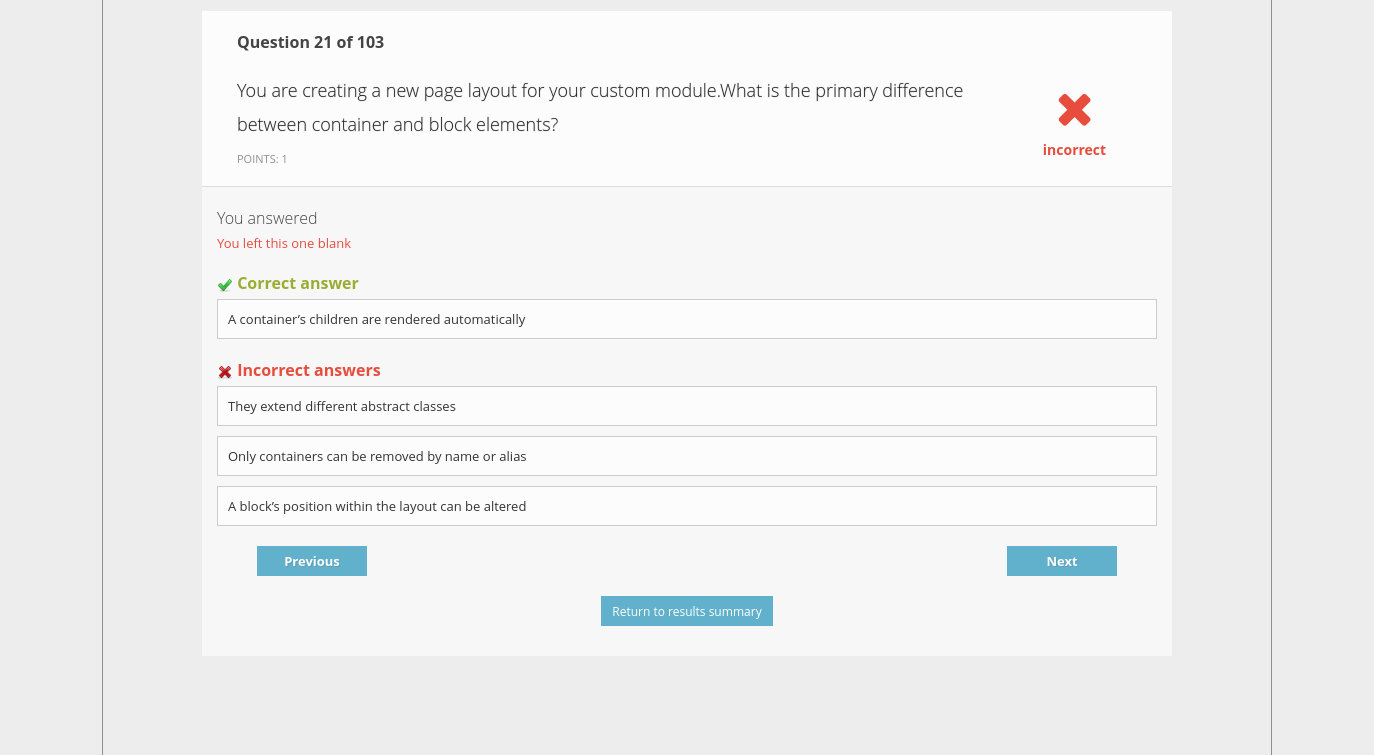 Question 21 of 103
You are creating a new page layout for your custom module.What is the primary difference
between container and block elements?
POINTS: 1
incorrect
You answered
You left this one blank
Correct answer
A container’s children are rendered automatically
Incorrect answers
They extend different abstract classes
Only containers can be removed by name or alias
A block’s position within the layout can be altered
Previous
Next
Return to results summary